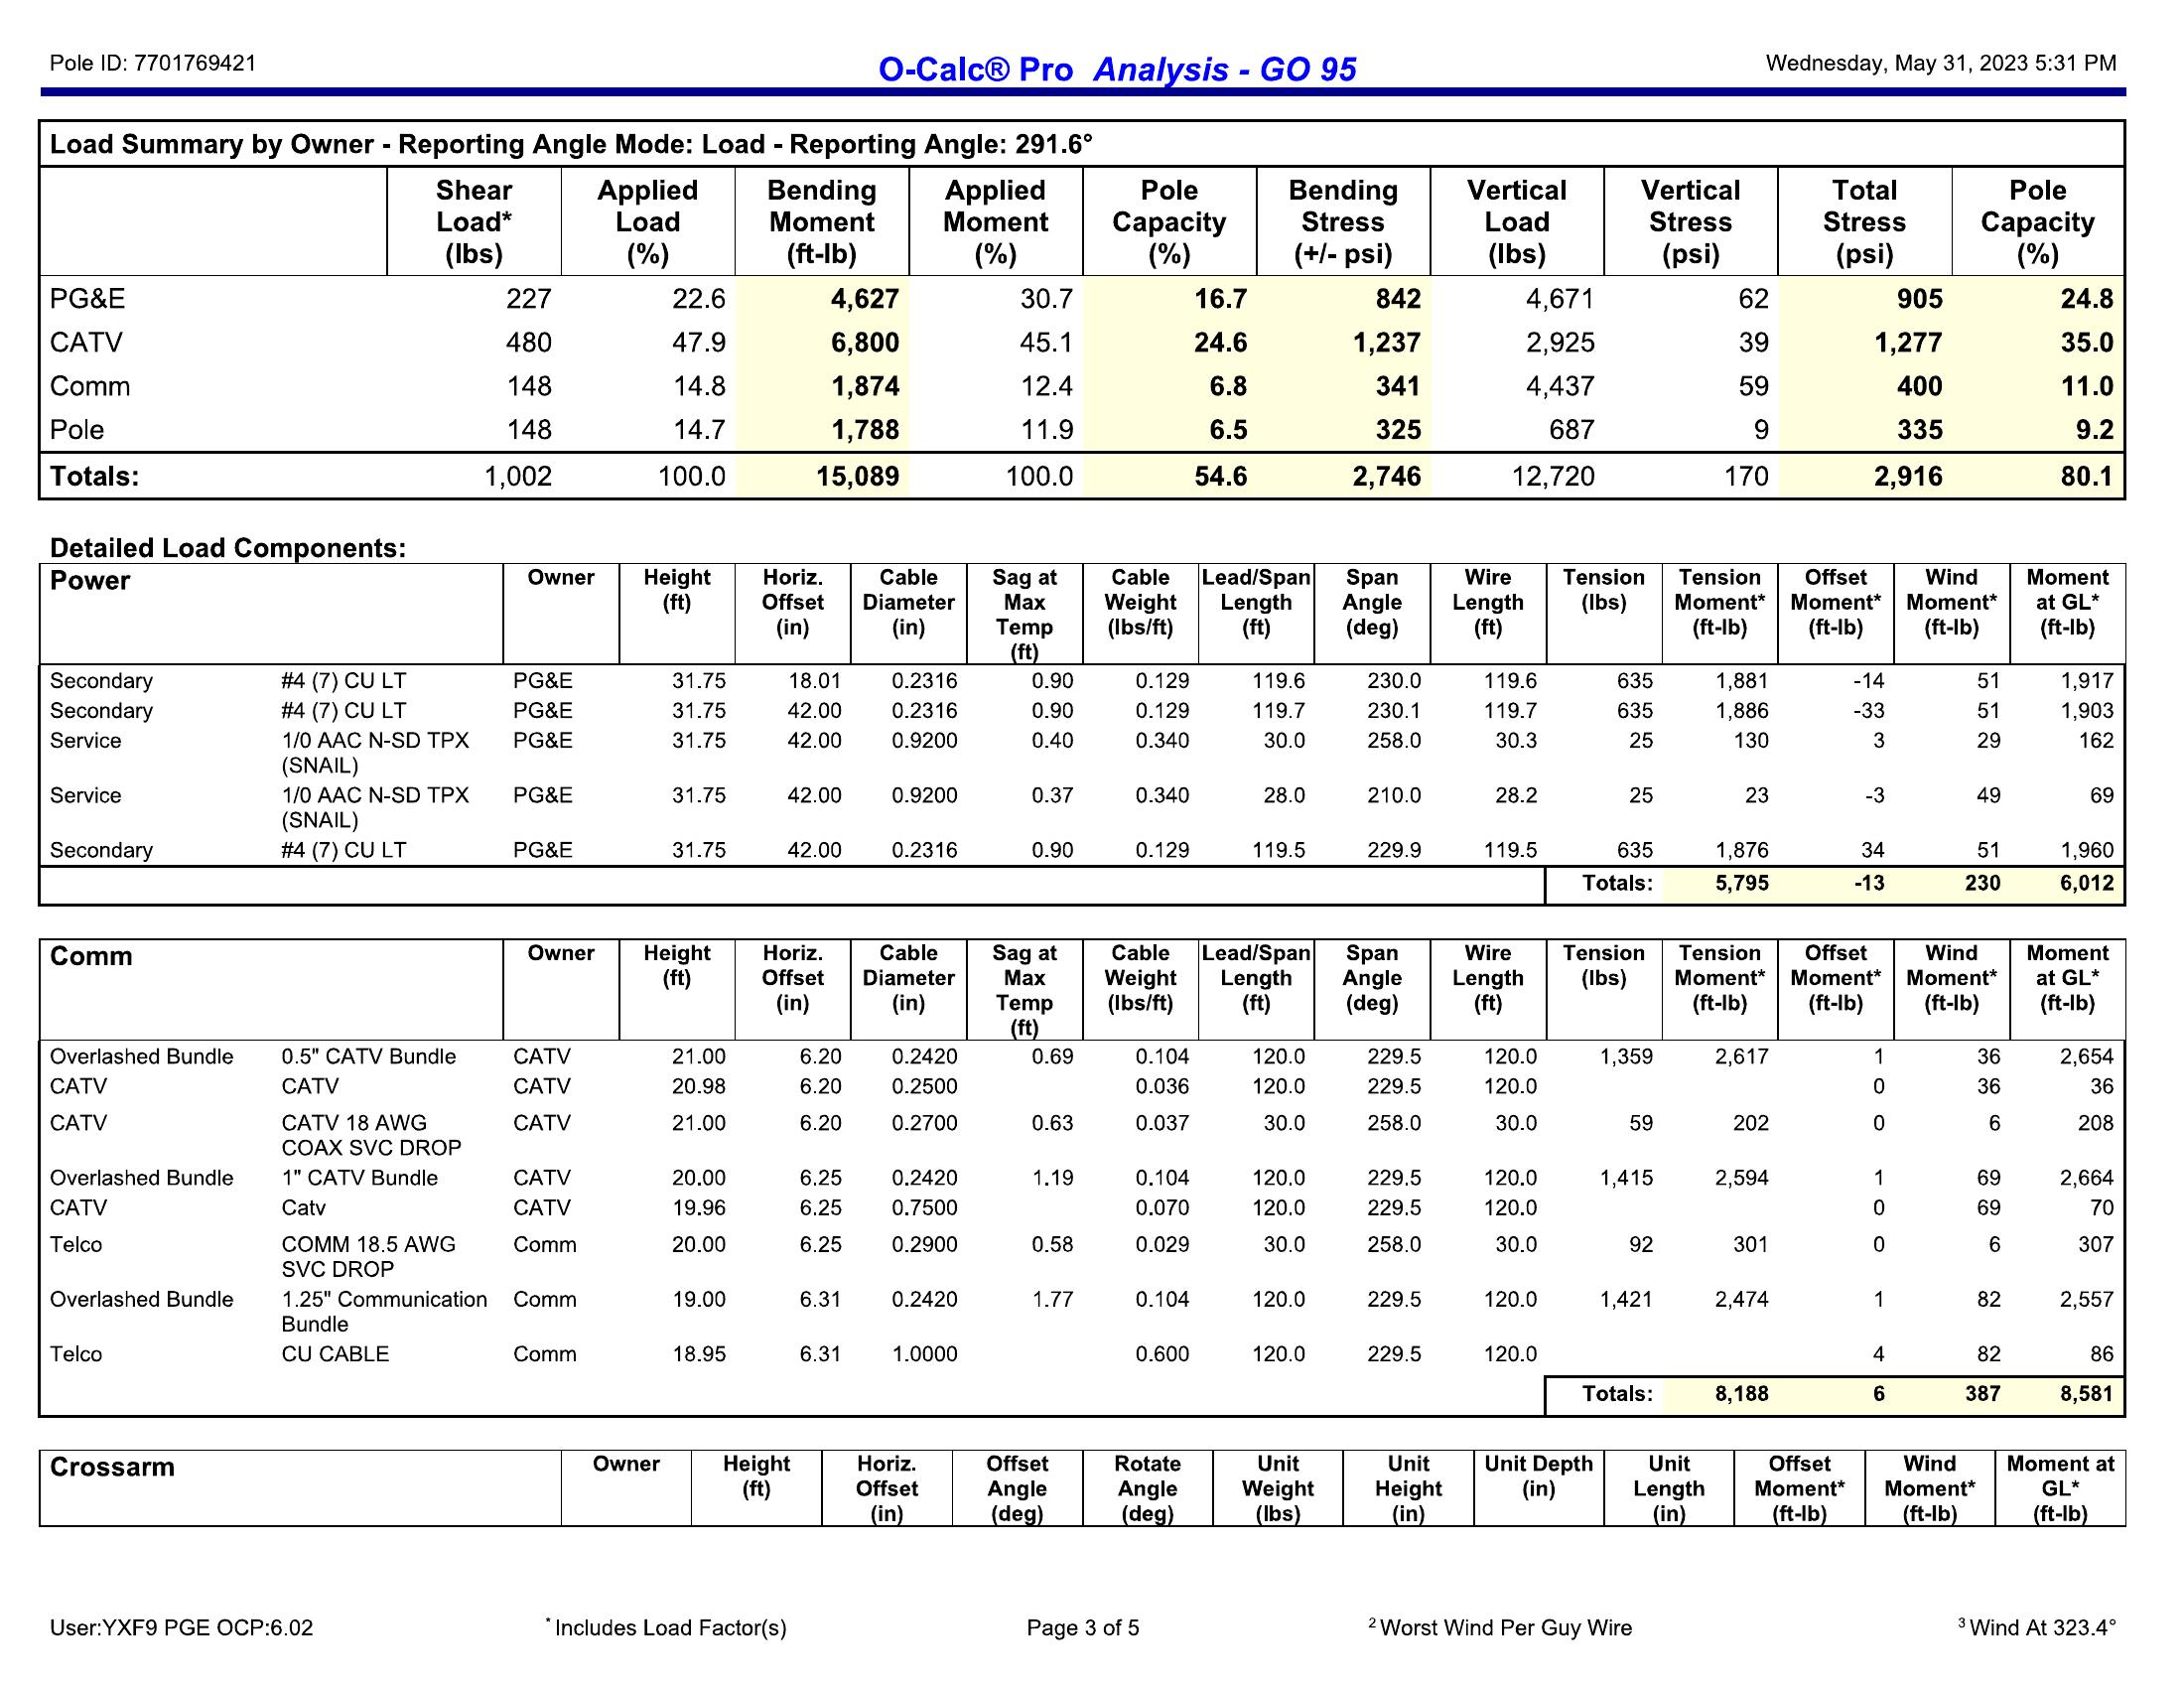 Pole ID: 7701769421
O-Calc® Pro Analysis - GO 95
Wednesday, May 31, 2023 5:31 PM
Load Summary by Owner - Reporting Angle Mode: Load - Reporting Angle: 291.6°
Shear Load* (lbs) Applied Load (%) Bending Moment (ft-lb) Applied Moment (%) Pole Capacity (%) Bending Stress (+/- psi) Vertical Load (lbs) Vertical Stress (psi) Total Stress (psi) Pole Capacity (%)
PG&E 227 22.6 4,627 30.7 16.7 842 4,671 62 905 24.8
CATV 480 47.9 6,800 45.1 24.6 1,237 2,925 39 1,277 35.0
Comm 148 14.8 1,874 12.4 6.8 341 4,437 59 400 11.0
Pole 148 14.7 1,788 11.9 6.5 325 687 9 335 9.2
Totals: 1,002 100.0 15,089 100.0 54.6 2,746 12,720 170 2,916 80.1
Detailed Load Components:
Power Owner Height (ft) Horiz. Offset (in) Cable Diameter (in) Sag at Max Temp (ft) Cable Weight (lbs/ft) Lead/Span Length (ft) Span Angle (deg) Wire Length (ft) Tension (lbs) Tension Moment* (ft-lb) Offset Moment* (ft-lb) Wind Moment* (ft-lb) Moment at GL* (ft-lb)
Secondary #4 (7) CU LT PG&E 31.75 18.01 0.2316 0.90 0.129 119.6 230.0 119.6 635 1,881 -14 51 1,917
Secondary #4 (7) CU LT PG&E 31.75 42.00 0.2316 0.90 0.129 119.7 230.1 119.7 635 1,886 -33 51 1,903
Service 1/0 AAC N-SD TPX (SNAIL) PG&E 31.75 42.00 0.9200 0.40 0.340 30.0 258.0 30.3 25 130 3 29 162
Service 1/0 AAC N-SD TPX (SNAIL) PG&E 31.75 42.00 0.9200 0.37 0.340 28.0 210.0 28.2 25 23 -3 49 69
Secondary #4 (7) CU LT PG&E 31.75 42.00 0.2316 0.90 0.129 119.5 229.9 119.5 635 1,876 34 51 1,960
Totals: 5,795 -13 230 6,012
Comm Owner Height (ft) Horiz. Offset (in) Cable Diameter (in) Sag at Max Temp (ft) Cable Weight (lbs/ft) Lead/Span Length (ft) Span Angle (deg) Wire Length (ft) Tension (lbs) Tension Moment* (ft-lb) Offset Moment* (ft-lb) Wind Moment* (ft-lb) Moment at GL* (ft-lb)
Overlashed Bundle 0.5" CATV Bundle CATV 21.00 6.20 0.2420 0.69 0.104 120.0 229.5 120.0 1,359 2,617 1 36 2,654
CATV CATV CATV 20.98 6.20 0.2500 0.036 120.0 229.5 120.0 0 36 36
CATV CATV 18 AWG COAX SVC DROP CATV 21.00 6.20 0.2700 0.63 0.037 30.0 258.0 30.0 59 202 0 6 208
Overlashed Bundle 1" CATV Bundle CATV 20.00 6.25 0.2420 1.19 0.104 120.0 229.5 120.0 1,415 2,594 1 69 2,664
CATV Catv CATV 19.96 6.25 0.7500 0.070 120.0 229.5 120.0 0 69 70
Telco COMM 18.5 AWG SVC DROP Comm 20.00 6.25 0.2900 0.58 0.029 30.0 258.0 30.0 92 301 0 6 307
Overlashed Bundle 1.25" Communication Bundle Comm 19.00 6.31 0.2420 1.77 0.104 120.0 229.5 120.0 1,421 2,474 1 82 2,557
Telco CU CABLE Comm 18.95 6.31 1.0000 0.600 120.0 229.5 120.0 4 82 86
Totals: 8,188 6 387 8,581
Crossarm Owner Height (ft) Horiz. Offset (in) Offset Angle (deg) Rotate Angle (deg) Unit Weight (lbs) Unit Height (in) Unit Depth (in) Unit Length (in) Offset Moment* (ft-lb) Wind Moment* (ft-lb) Moment at GL* (ft-lb)
User:YXF9 PGE OCP:6.02
* Includes Load Factor(s)
Page 3 of 5
2 Worst Wind Per Guy Wire
3 Wind At 323.4°